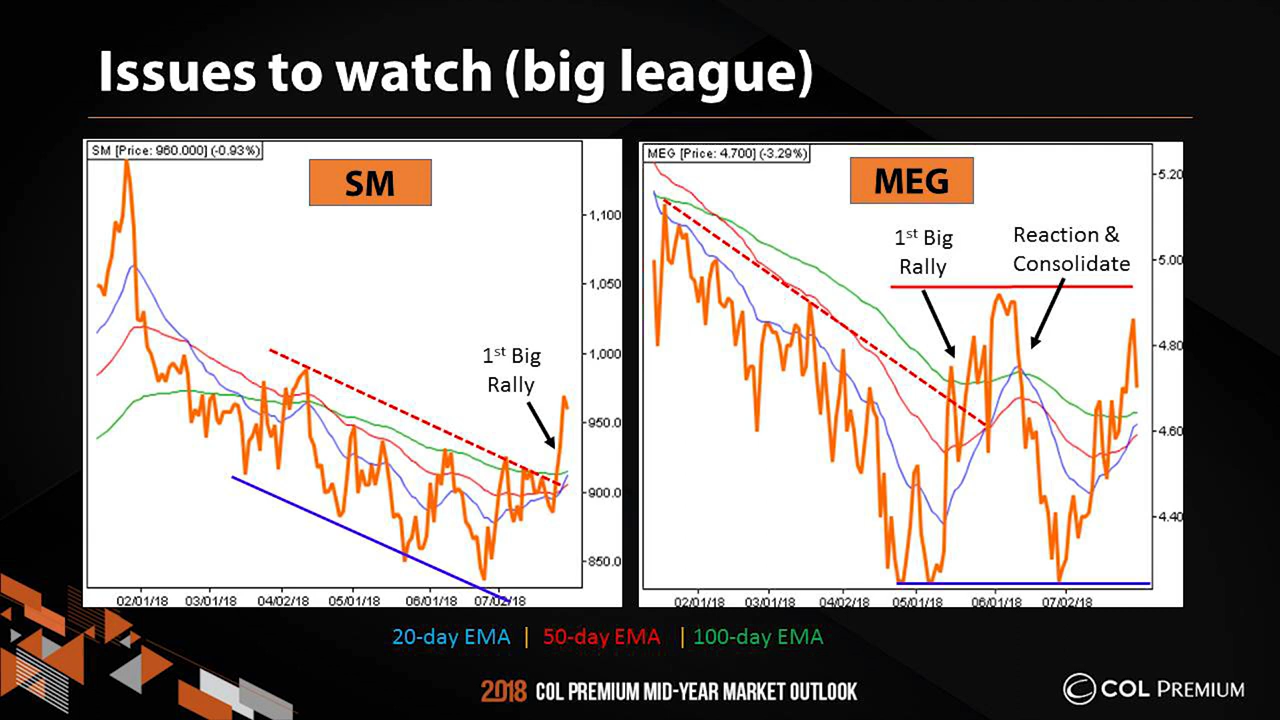 Issues to watch (big league)
SM [Price: 960.000] (-0.93%)
SM
1,100
1,050
1,000
950.0
900.0
850.0
1st Big
Rally
02/01/18 03/01/18 04/02/18 05/01/18 06/01/18 07/02/18
MEG [Price: 4.700] (-3.29%)
MEG
5.20
5.00
4.80
4.60
4.40
1st Big
Rally
Reaction &
Consolidate
02/01/18 03/01/18 04/02/18 05/01/18 06/01/18 07/02/18
20-day EMA | 50-day EMA | 100-day EMA
2018 COL PREMIUM MID-YEAR MARKET OUTLOOK
COL PREMIUM